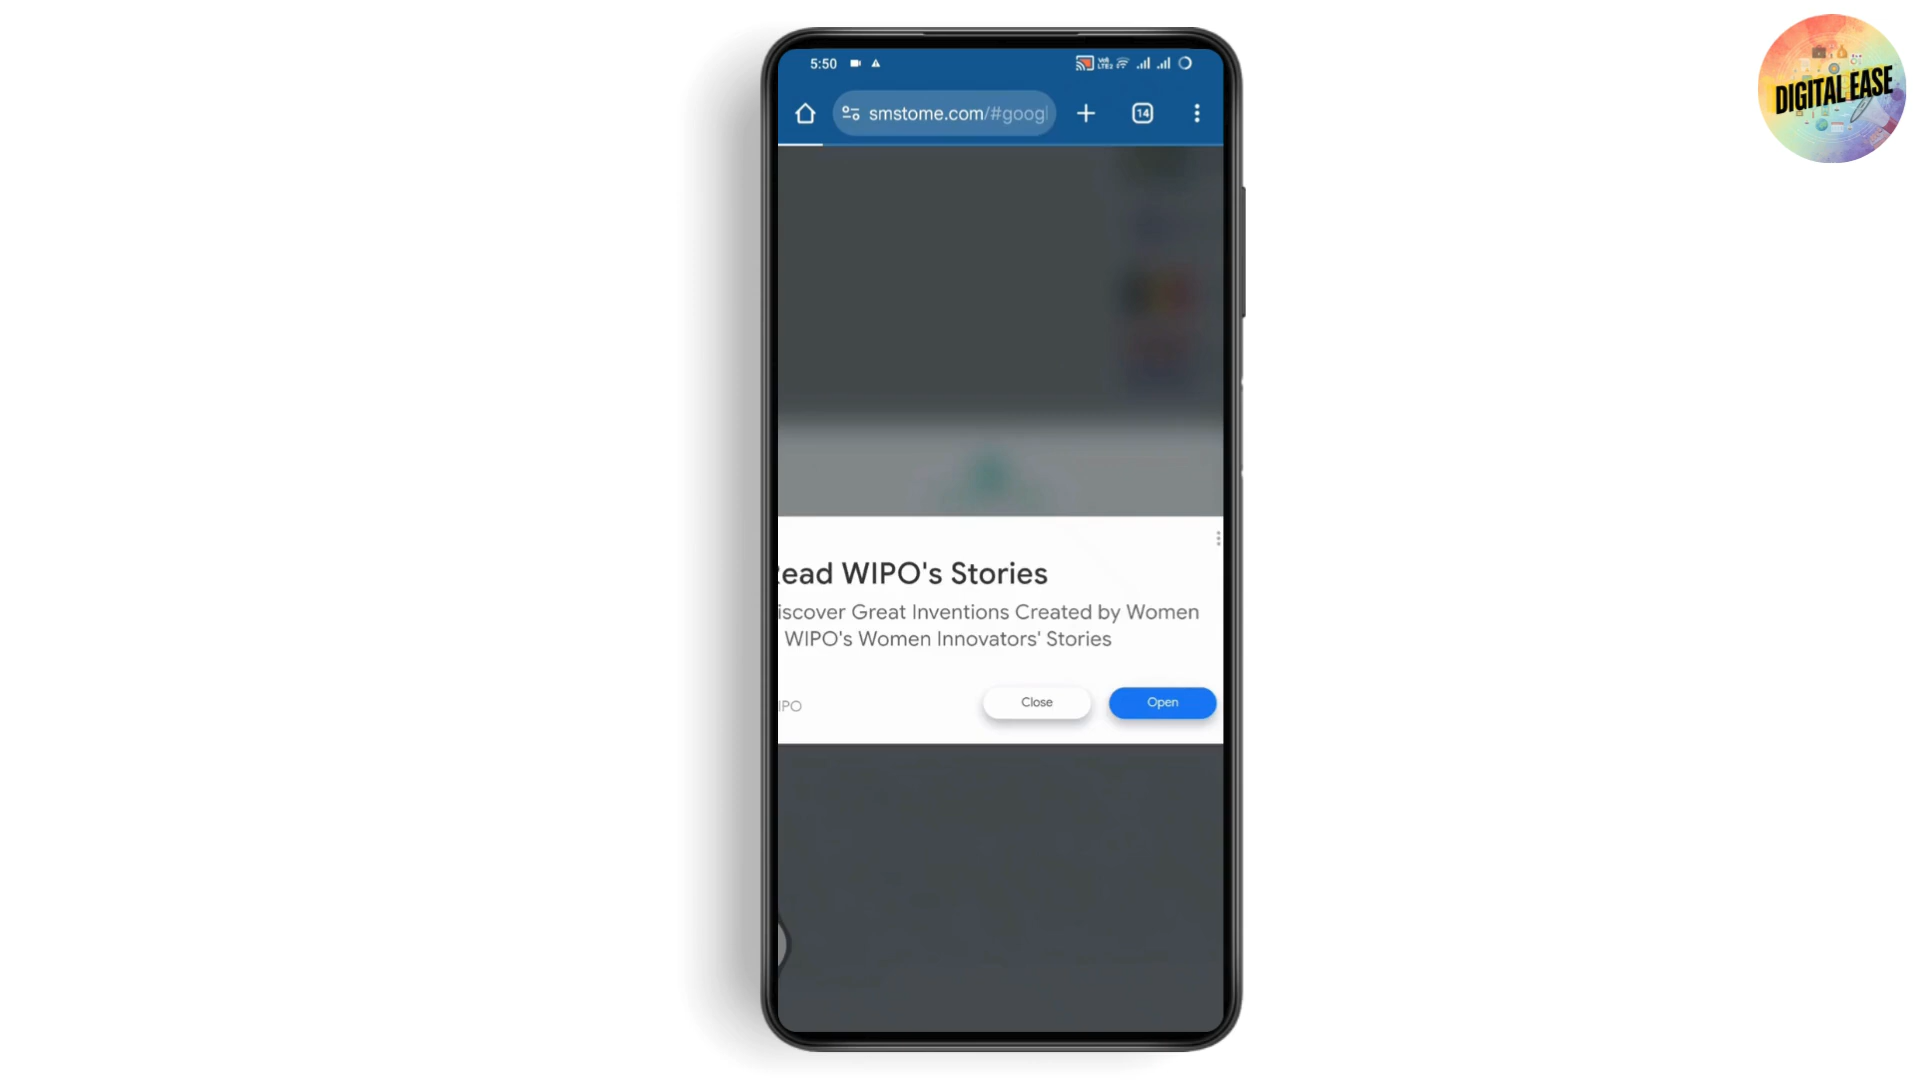 DIGITAL EASE
5:50
smstome.com/#googl
14
Read WIPO's Stories
iscover Great Inventions Created by Women
WIPO's Women Innovators' Stories
IPO
Close
Open